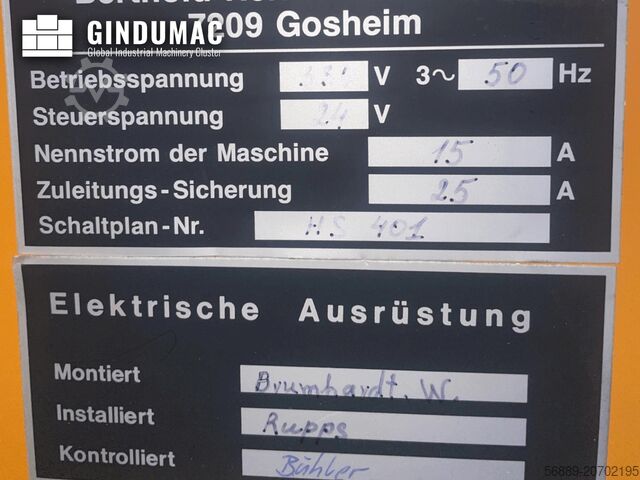 GINDUMAC
Global Industrial Machinery Cluster
7209 Gosheim
Betriebsspannung V 3~ 50 Hz
Steuerspannung 24 V
Nennstrom der Maschine 15 A
Zuleitungs-Sicherung 25 A
Schaltplan-Nr. HS 401
Elektrische Ausrüstung
Montiert Brumhardt. W.
Installiert Rupps
Kontrolliert Bühler
56889-20702195